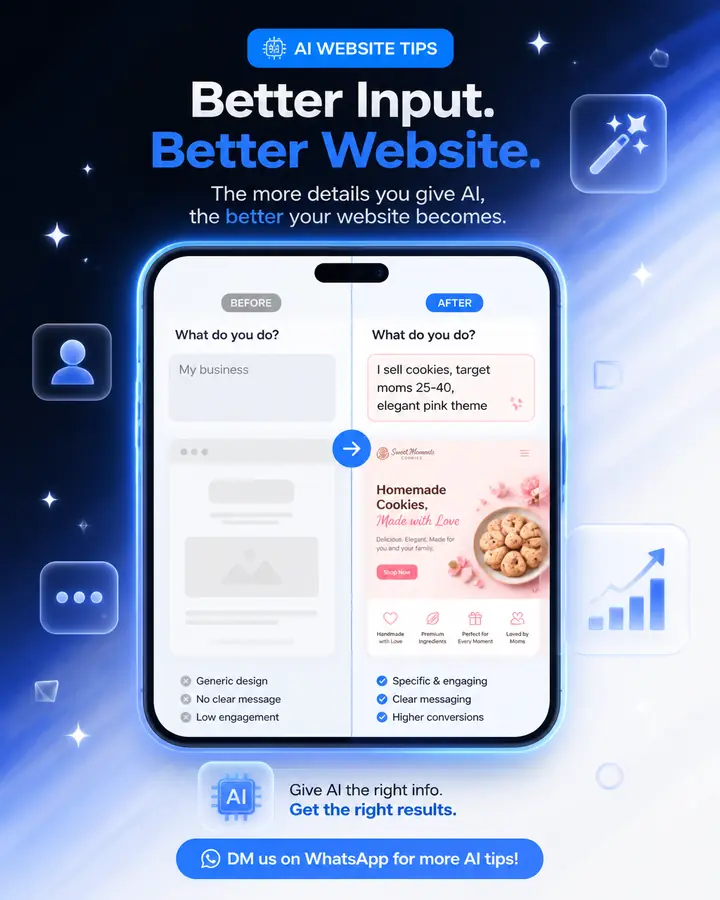 AI WEBSITE TIPS
Better Input.
Better Website.
The more details you give AI,
the better your website becomes.
BEFORE
What do you do?
My business
Generic design
No clear message
Low engagement
AFTER
What do you do?
I sell cookies, target
moms 25-40,
elegant pink theme
Sweet Moments
COOKIES
Homemade
Cookies,
Made with Love
Delicious. Elegant. Made for
you and your family.
Shop Now
Handmade
with Love
Premium
Ingredients
Perfect for
Every Moment
Loved by
Moms
Specific & engaging
Clear messaging
Higher conversions
AI
Give AI the right info.
Get the right results.
DM us on WhatsApp for more AI tips!